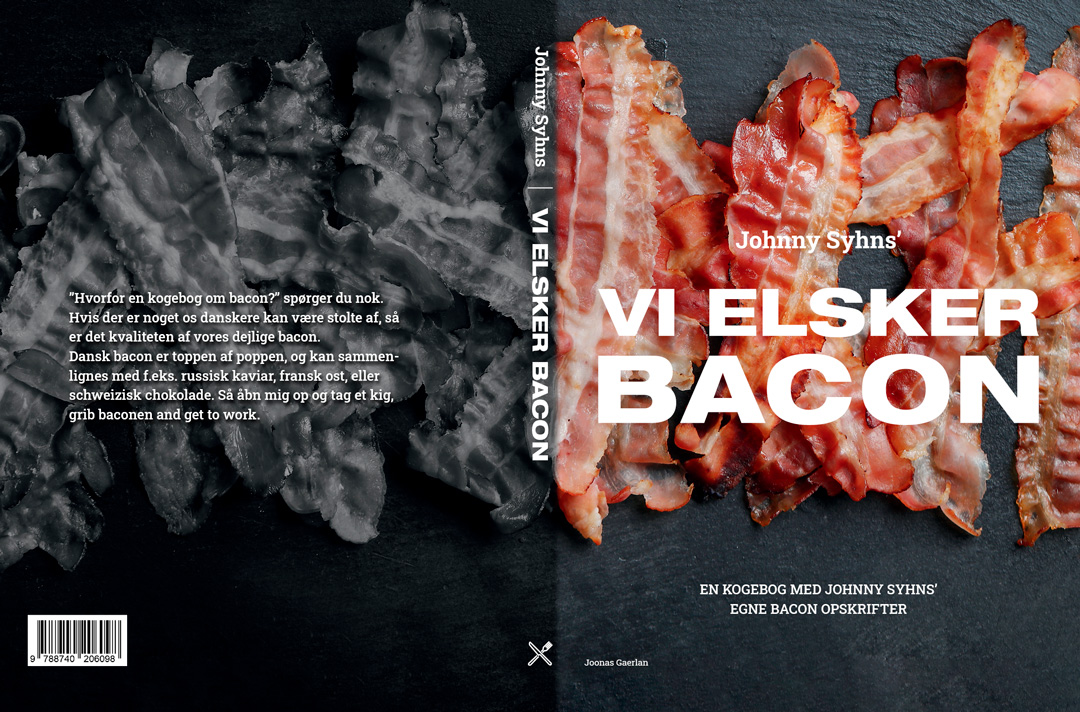 "Hvorfor en kogebog om bacon?" spørger du nok.
Hvis der er noget os danskere kan være stolte af, så
er det kvaliteten af vores dejlige bacon.
Dansk bacon er toppen af poppen, og kan sammen-
lignes med f.eks. russisk kaviar, fransk ost, eller
schweizisk chokolade. Så åbn mig op og tag et kig,
grib baconen and get to work.
9 788740 206098
Johnny Syhns | VI ELSKER BACON
Johnny Syhns’
VI ELSKER
BACON
EN KOGEBOG MED JOHNNY SYHNS’
EGNE BACON OPSKRIFTER
Joonas Gaerlan